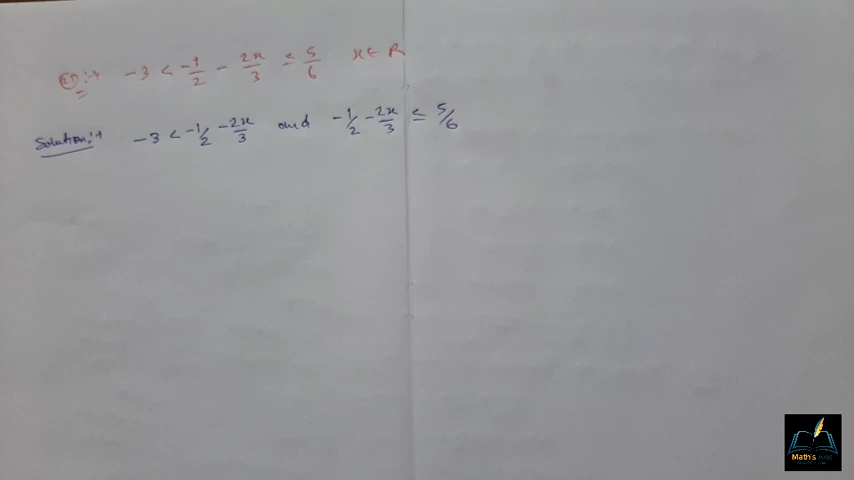 -3 < -1/2 - 2x/3 ≤ 5/6 x ∈ R
Solution:→ -3 < -1/2 - 2x/3 and -1/2 - 2x/3 ≤ 5/6
Math's